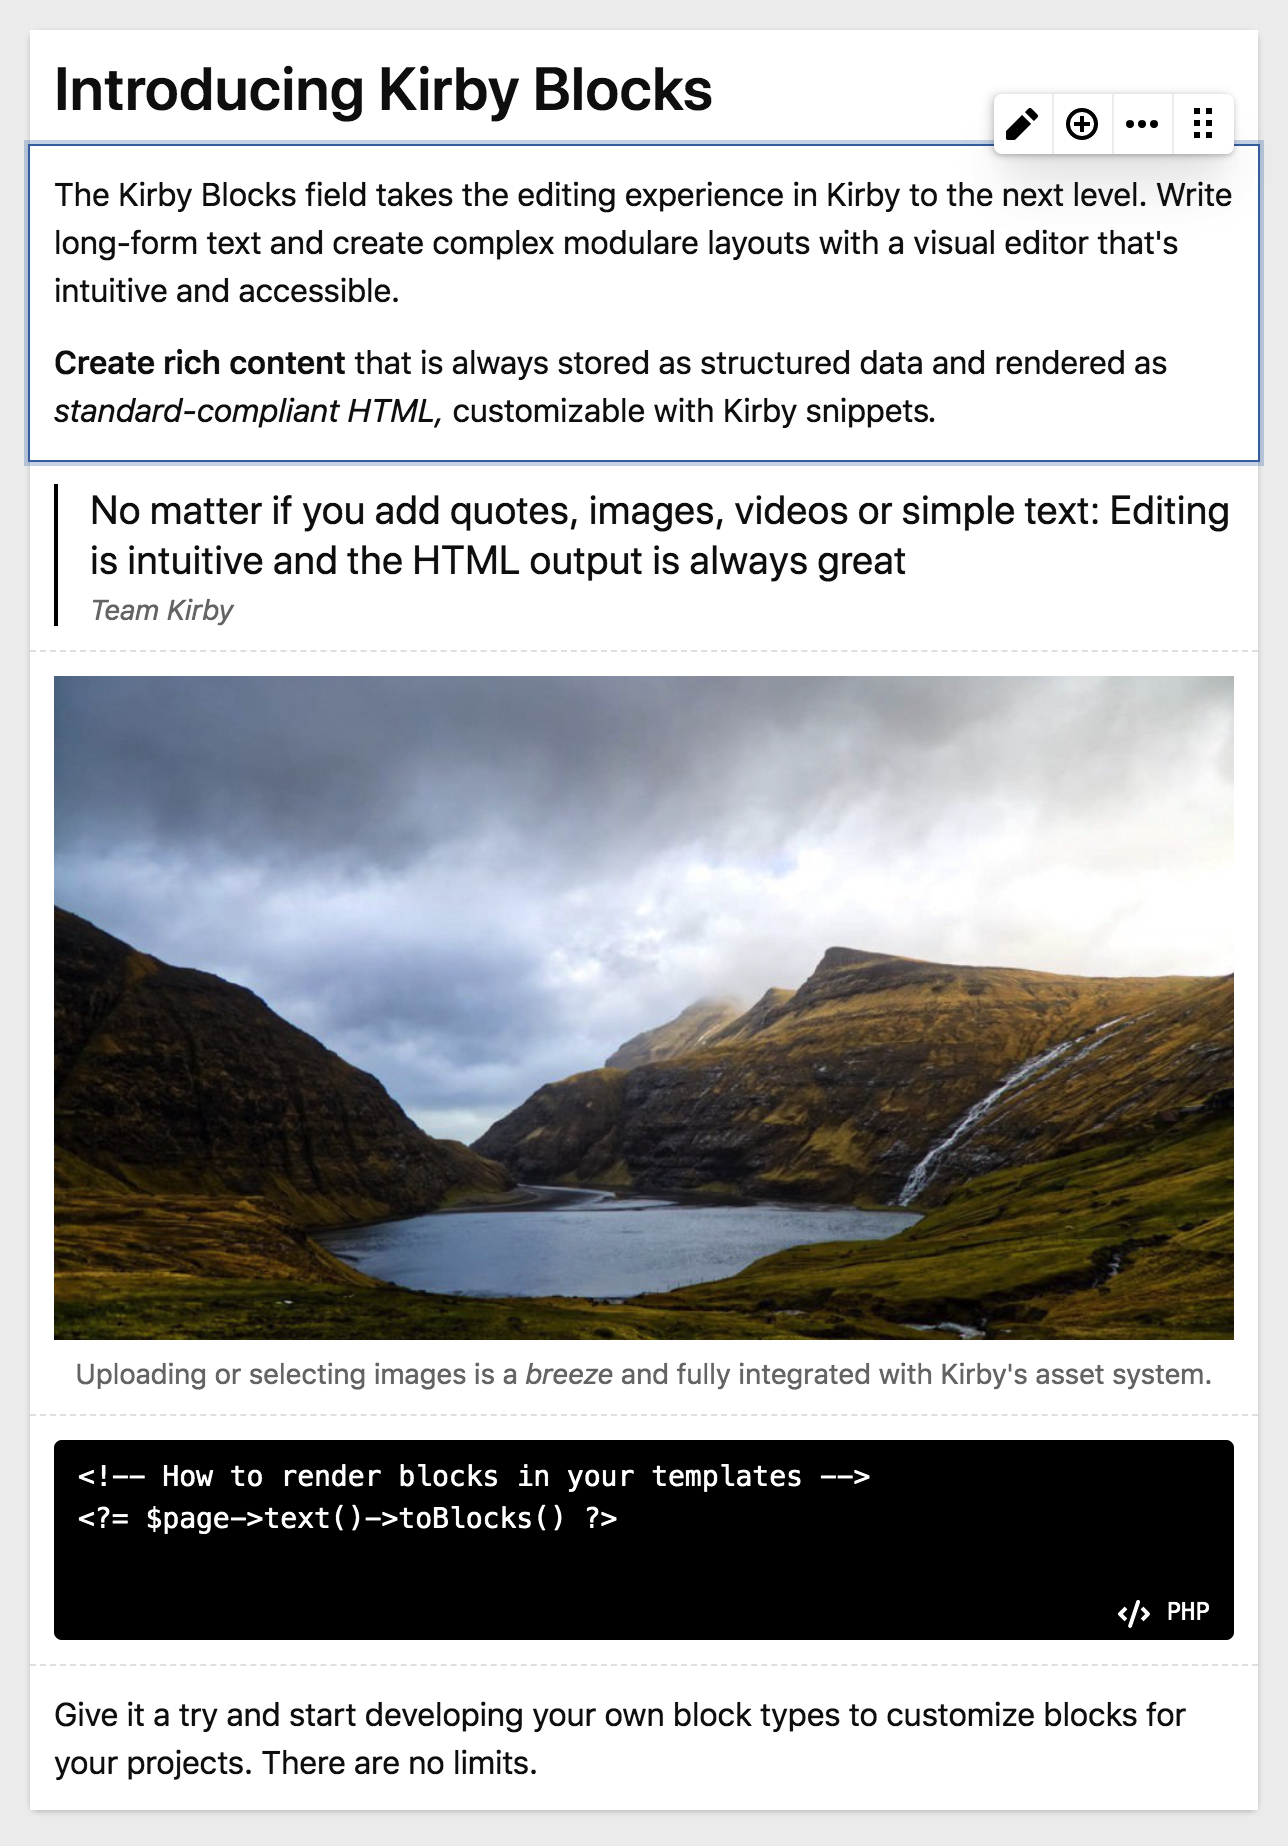 Introducing Kirby Blocks
The Kirby Blocks field takes the editing experience in Kirby to the next level. Write
long-form text and create complex modulare layouts with a visual editor that's
intuitive and accessible.
Create rich content that is always stored as structured data and rendered as
standard-compliant HTML, customizable with Kirby snippets.
No matter if you add quotes, images, videos or simple text: Editing
is intuitive and the HTML output is always great
Team Kirby
Uploading or selecting images is a breeze and fully integrated with Kirby's asset system.
<!-- How to render blocks in your templates -->
<?= $page->text()->toBlocks() ?>
</> PHP
Give it a try and start developing your own block types to customize blocks for
your projects. There are no limits.